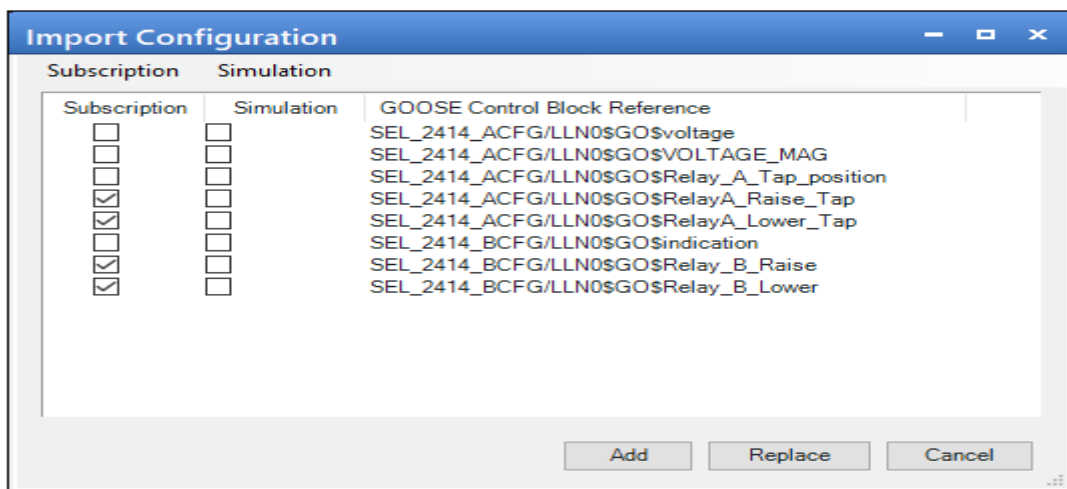 Import Configuration
Subscription Simulation
Subscription Simulation GOOSE Control Block Reference
SEL_2414_ACFG/LLN0$GO$voltage
SEL_2414_ACFG/LLN0$GO$VOLTAGE_MAG
SEL_2414_ACFG/LLN0$GO$Relay_A_Tap_position
SEL_2414_ACFG/LLN0$GO$RelayA_Raise_Tap
SEL_2414_ACFG/LLN0$GO$RelayA_Lower_Tap
SEL_2414_BCFG/LLN0$GO$indication
SEL_2414_BCFG/LLN0$GO$Relay_B_Raise
SEL_2414_BCFG/LLN0$GO$Relay_B_Lower
Add Replace Cancel